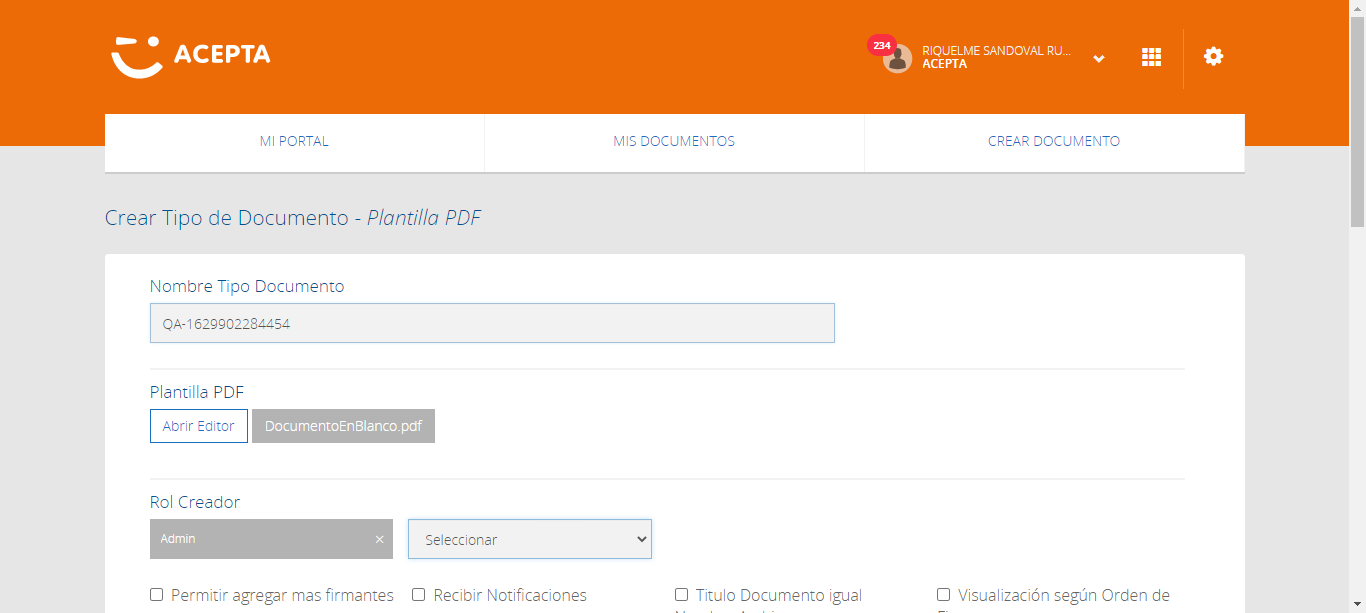 ACEPTA
234
RIQUELME SANDOVAL RU...
ACEPTA
MI PORTAL
MIS DOCUMENTOS
CREAR DOCUMENTO
Crear Tipo de Documento - Plantilla PDF
Nombre Tipo Documento
QA-1629902284454
Plantilla PDF
Abrir Editor
DocumentoEnBlanco.pdf
Rol Creador
Admin ×
Seleccionar
Permitir agregar mas firmantes
Recibir Notificaciones
Titulo Documento igual
Visualización según Orden de